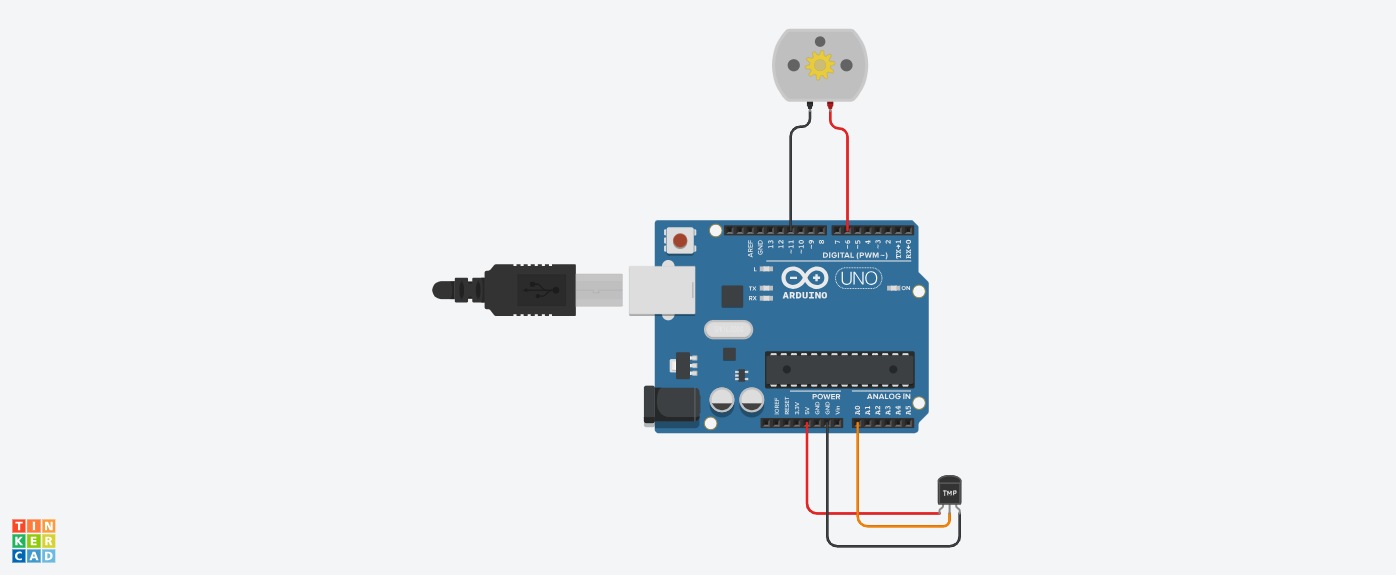 AREF
GND
13
12
~11
~10
~9
8
7
~6
~5
4
~3
2
TX→1
RX←0
DIGITAL (PWM~)
L
TX
RX
ARDUINO
UNO
ON
POWER
ANALOG IN
IOREF
RESET
3.3V
5V
GND
GND
Vin
A0
A1
A2
A3
A4
A5
TMP
TIN
KER
CAD